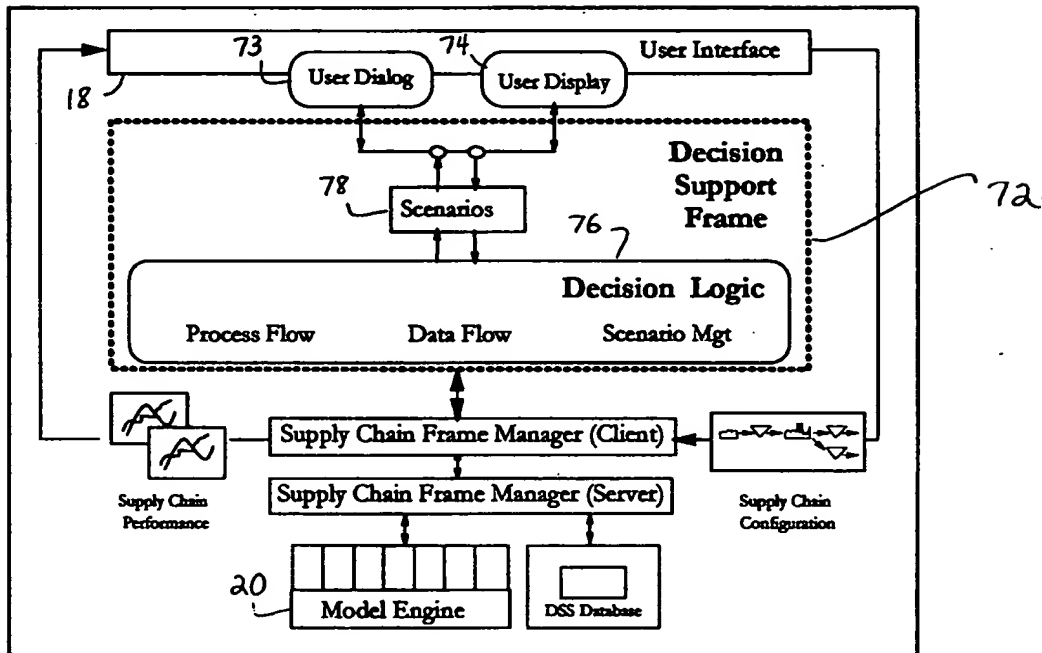 User Interface
73
74
User Dialog
User Display
18
Decision
Support
Frame
72
78
Scenarios
76
Decision Logic
Process Flow
Data Flow
Scenario Mgt
Supply Chain Frame Manager (Client)
Supply Chain Frame Manager (Server)
Supply Chain
Performance
Supply Chain
Configuration
20
Model Engine
DSS Database